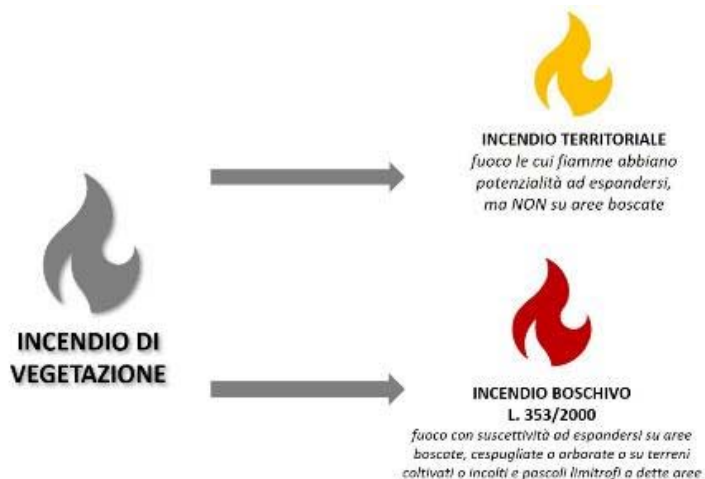 INCENDIO TERRITORIALE
fuoco le cui fiamme abbiano
potenzialità ad espandersi,
ma NON su aree boscate
INCENDIO DI
VEGETAZIONE
INCENDIO BOSCHIVO
L. 353/2000
fuoco con suscettività ad espandersi su aree
boscate, cespugliate o arborate o su terreni
coltivati o incolti e pascoli limitrofi a dette aree